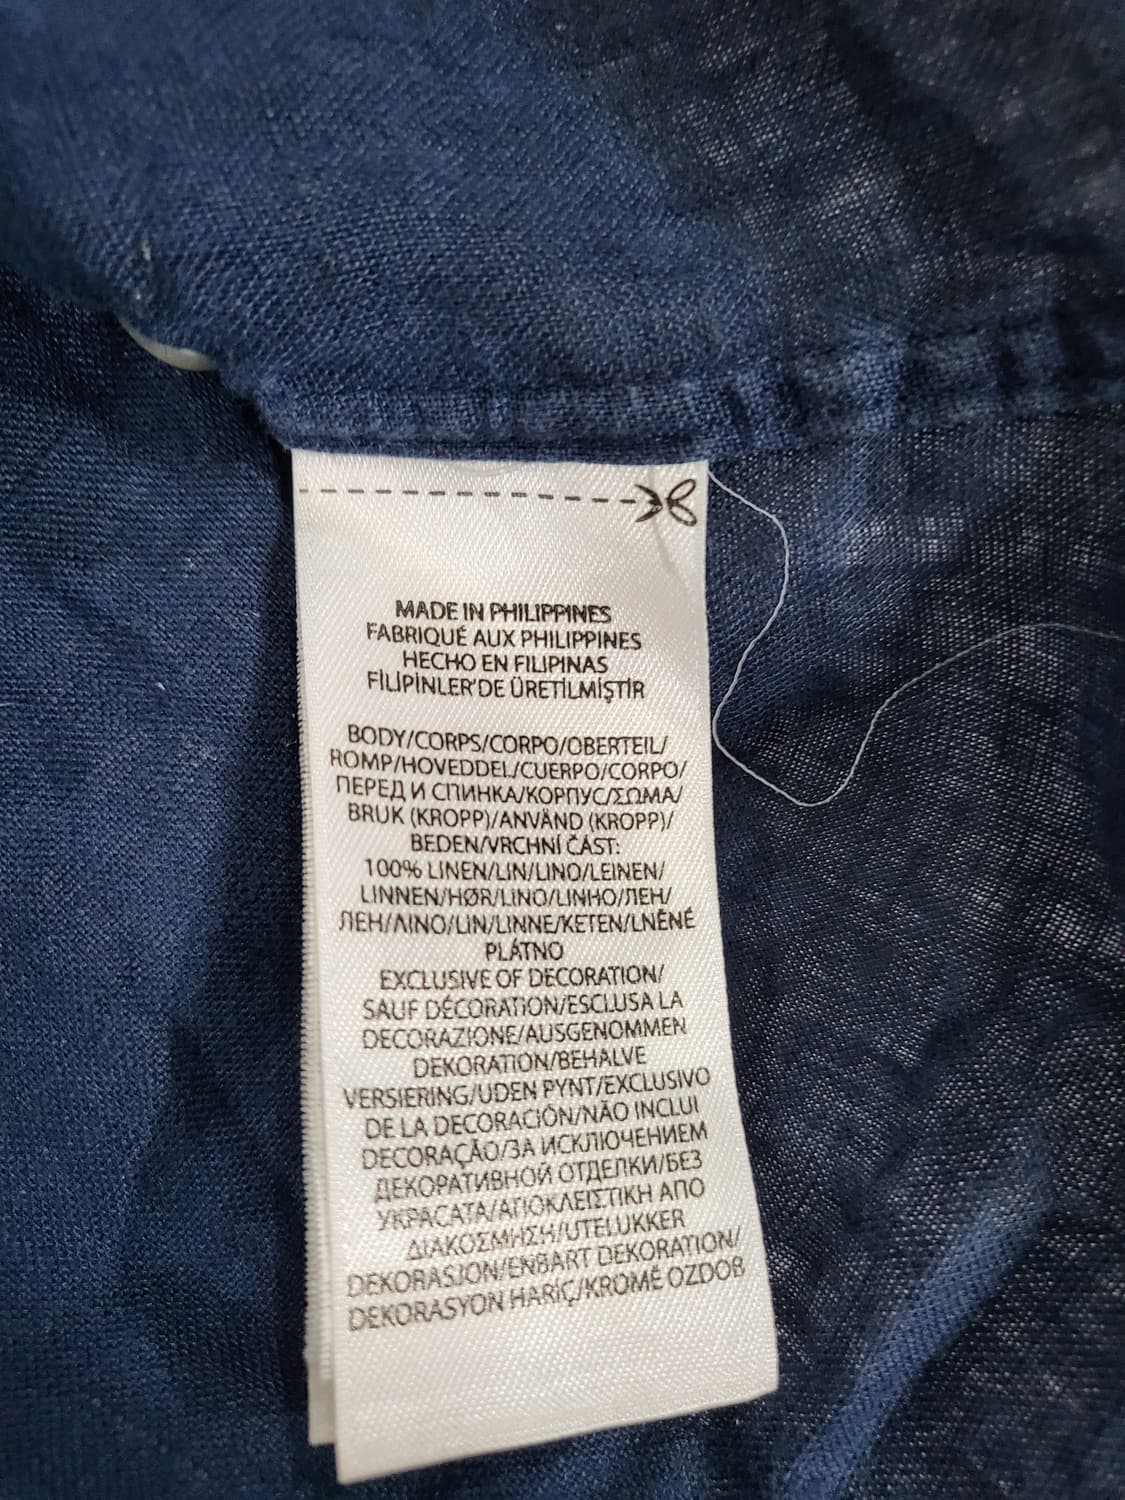 MADE IN PHILIPPINES
FABRIQUÉ AUX PHILIPPINES
HECHO EN FILIPINAS
FİLİPİNLER'DE ÜRETİLMİŞTİR
BODY/CORPS/CORPO/OBERTEIL/
ROMP/HOVEDDEL/CUERPO/CORPO/
ПЕРЕД И СПИНКА/КОРПУС/ΣΩΜΑ/
BRUK (KROPP)/ANVÄND (KROPP)/
BEDEN/VRCHNÍ ČÁST:
100% LINEN/LIN/LINO/LEINEN/
LINNEN/HØR/LINO/LINHO/ЛЕН/
ЛЕН/ΛΙΝΟ/LIN/LINNE/KETEN/LNĚNÉ
PLÁTNO
EXCLUSIVE OF DECORATION/
SAUF DÉCORATION/ESCLUSA LA
DECORAZIONE/AUSGENOMMEN
DEKORATION/BEHALVE
VERSIERING/UDEN PYNT/EXCLUSIVO
DE LA DECORACIÓN/NÃO INCLUI
DECORAÇÃO/ЗА ИСКЛЮЧЕНИЕМ
ДЕКОРАТИВНОЙ ОТДЕЛКИ/БЕЗ
УКРАСАТА/ΑΠΟΚΛΕΙΣΤΙΚΗ ΑΠΟ
ΔΙΑΚΟΣΜΗΣΗ/UTELUKKER
DEKORASJON/ENBART DEKORATION/
DEKORASYON HARİÇ/KROMĚ OZDOB